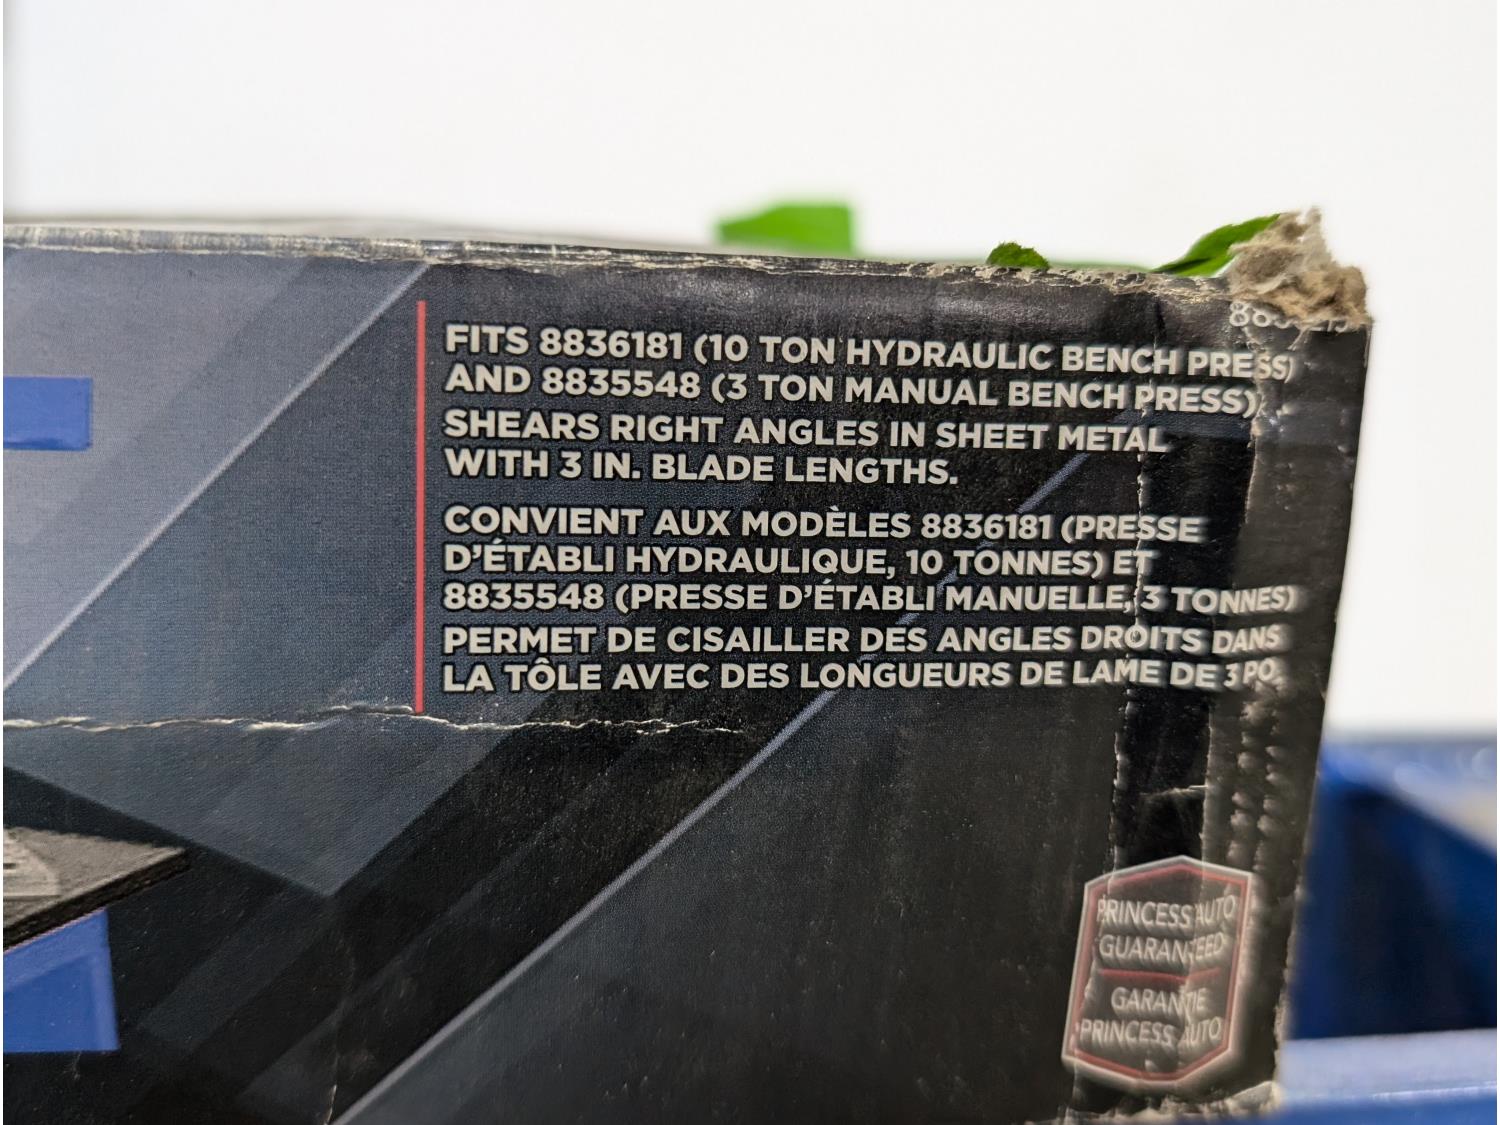 FITS 8836181 (10 TON HYDRAULIC BENCH PRESS)
AND 8835548 (3 TON MANUAL BENCH PRESS).
SHEARS RIGHT ANGLES IN SHEET METAL
WITH 3 IN. BLADE LENGTHS.
CONVIENT AUX MODÈLES 8836181 (PRESSE
D'ÉTABLI HYDRAULIQUE, 10 TONNES) ET
8835548 (PRESSE D'ÉTABLI MANUELLE, 3 TONNES)
PERMET DE CISAILLER DES ANGLES DROITS DANS
LA TÔLE AVEC DES LONGUEURS DE LAME DE 3 PO.
PRINCESS AUTO
GUARANTEED
GARANTIE
PRINCESS AUTO